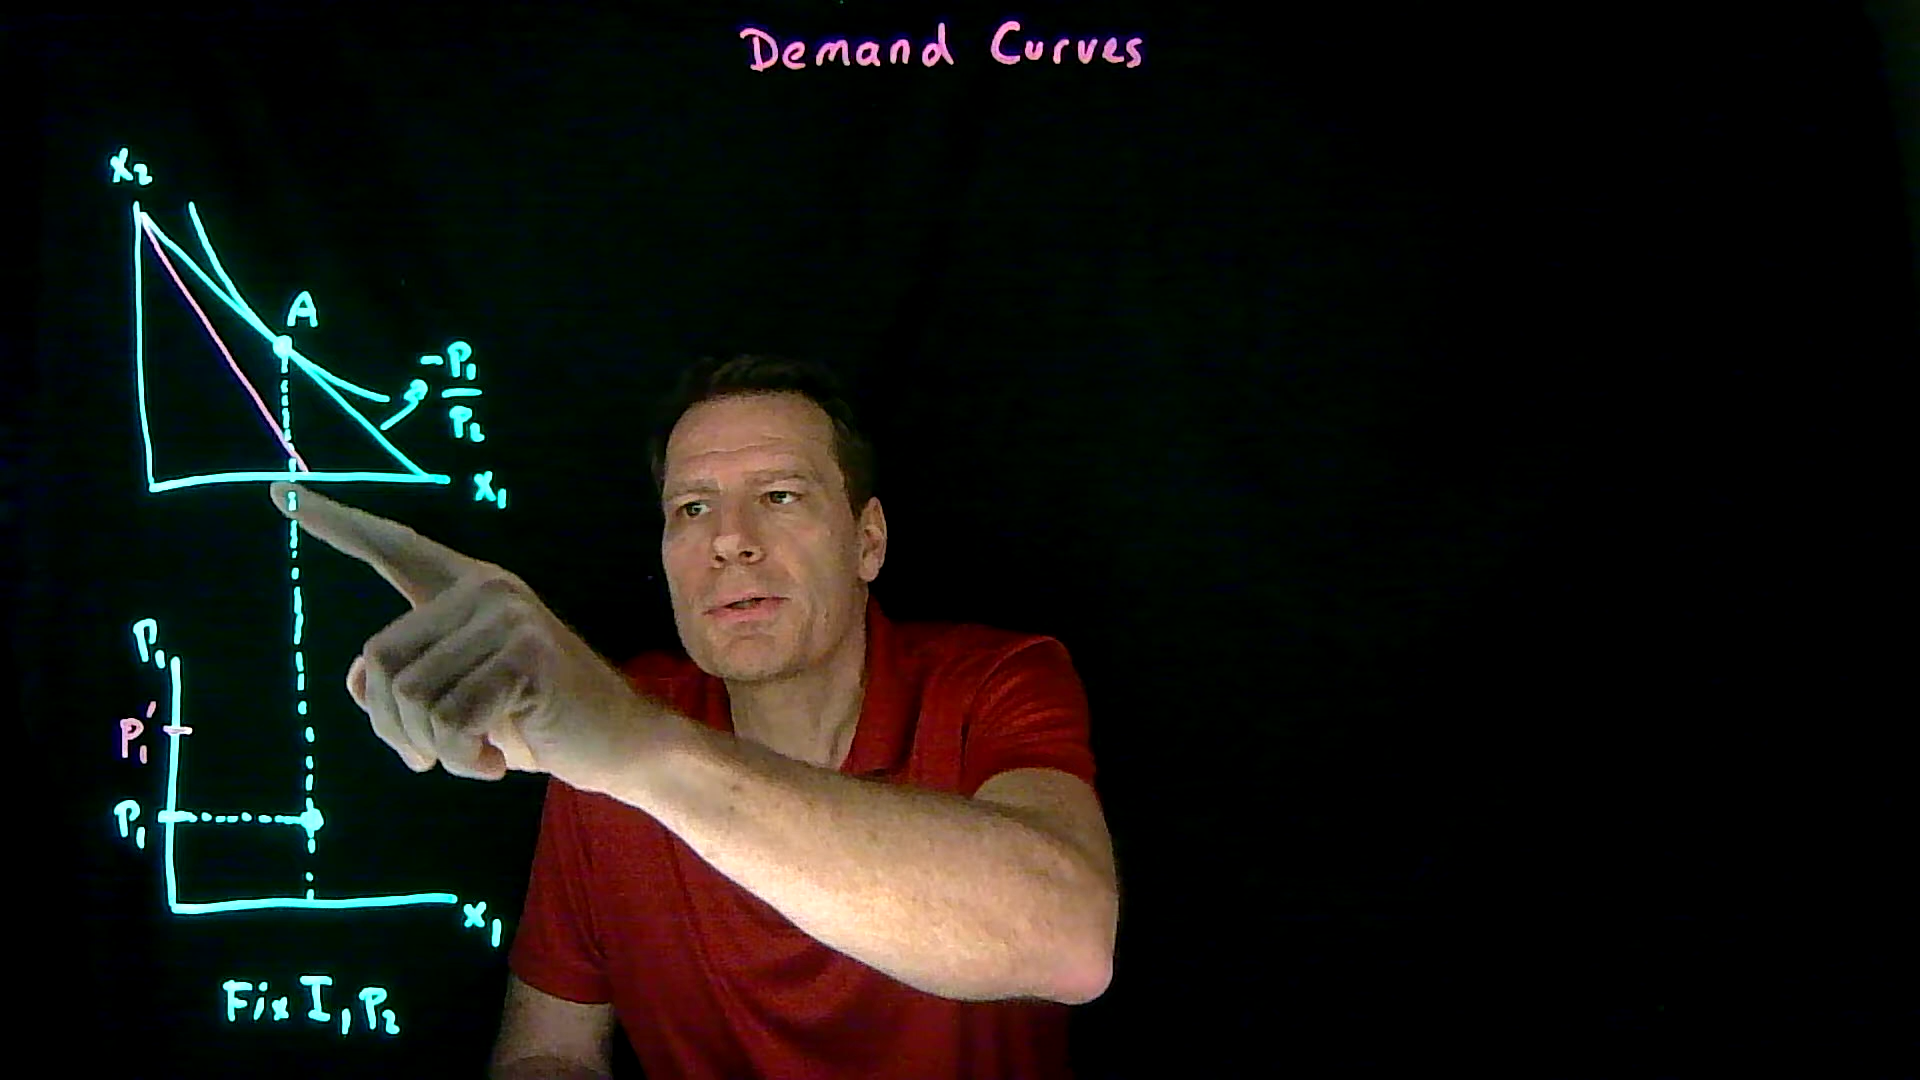 Demand Curves
x₂
A
-P₁
P₂
x₁
P₁
P₁'
P₁
x₁
Fix I, P₂